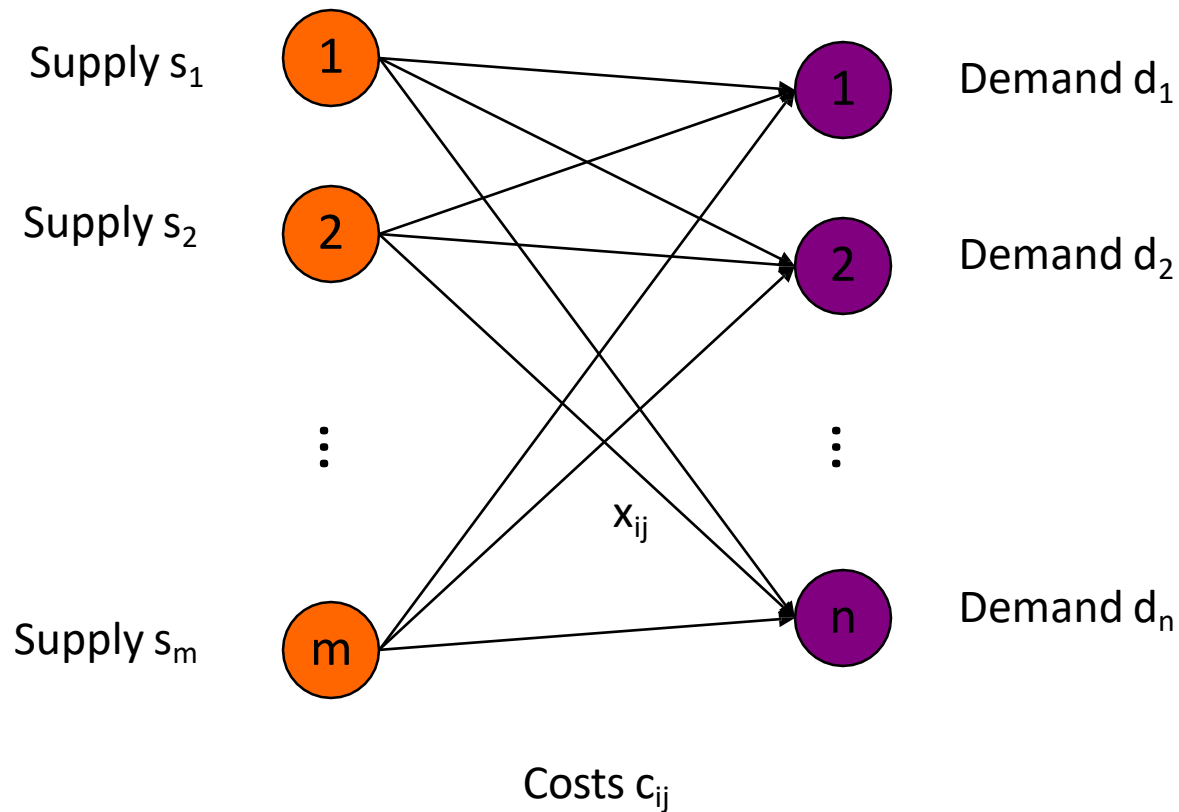 Supply s₁
1
1
Demand d₁
Supply s₂
2
2
Demand d₂
⋮
⋮
xᵢⱼ
Supply sₘ
m
n
Demand dₙ
Costs cᵢⱼ